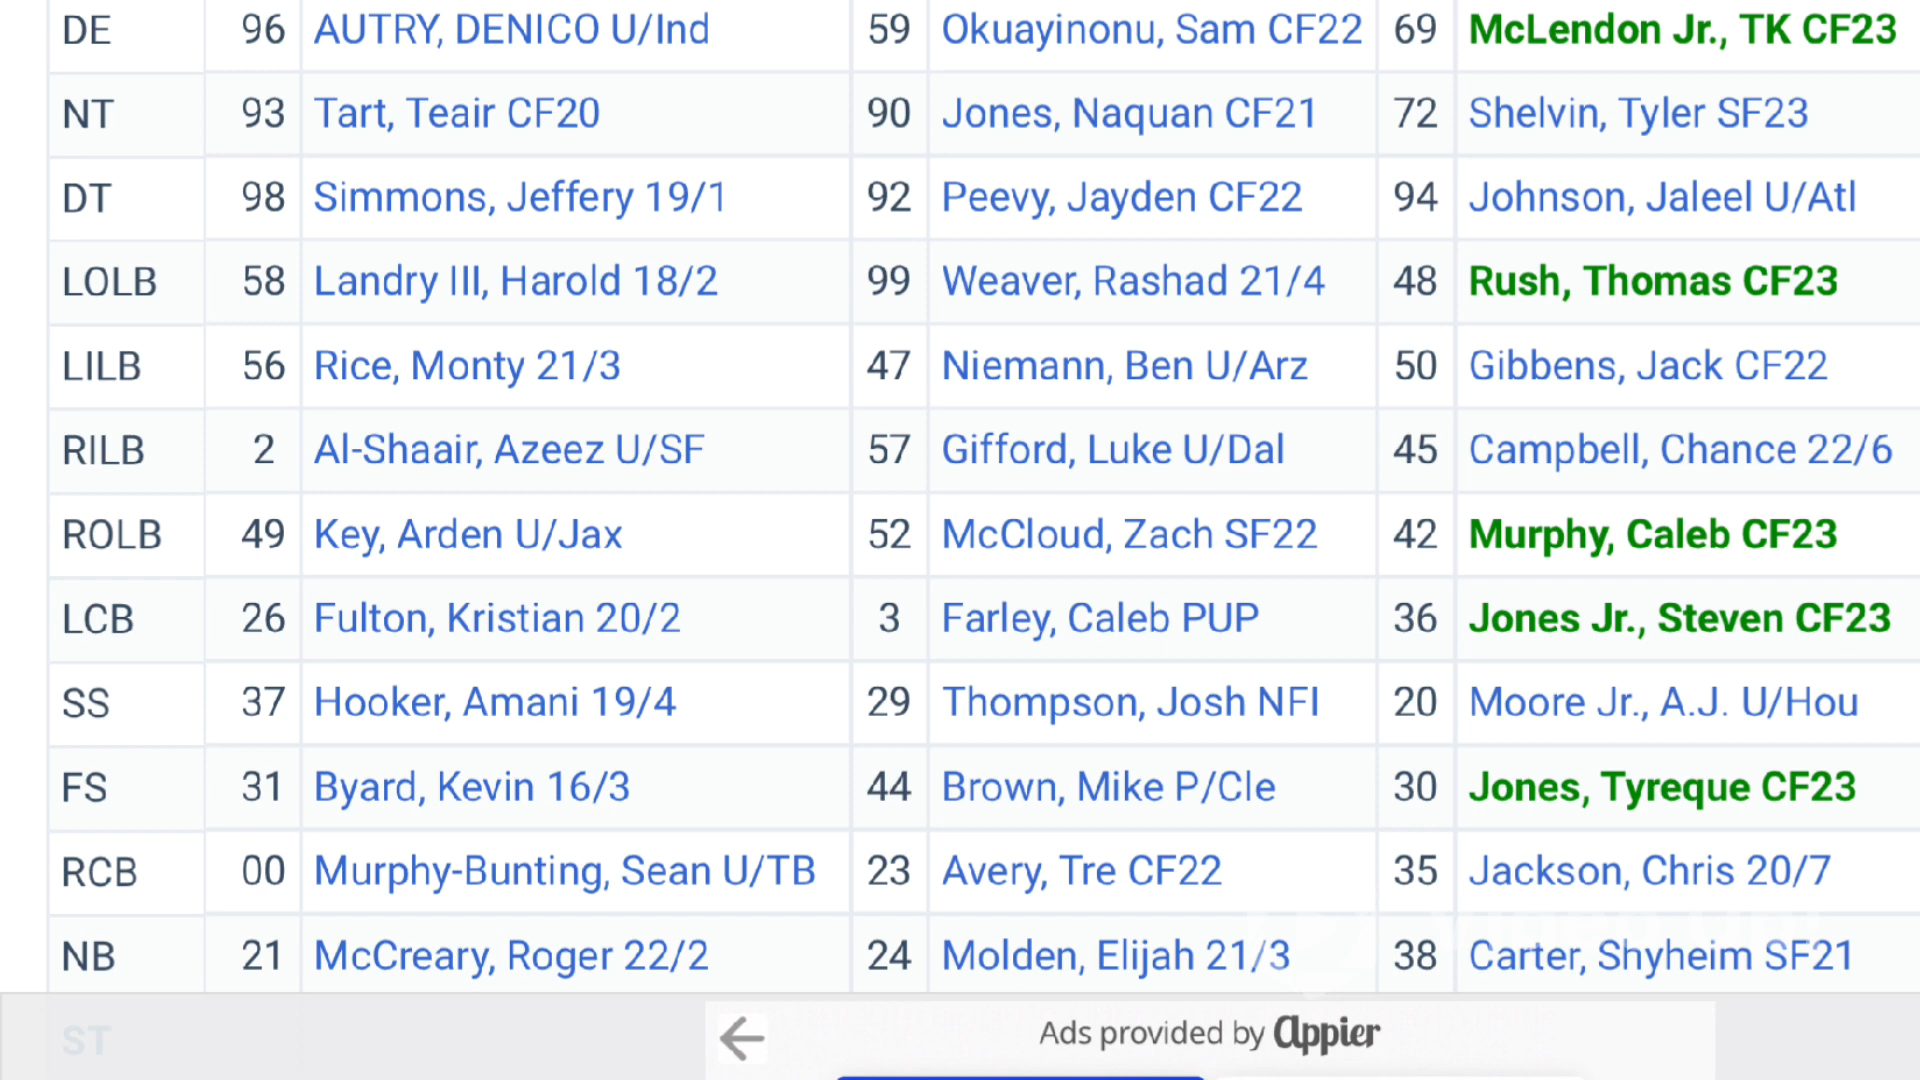 DE 96 AUTRY, DENICO U/Ind 59 Okuayinonu, Sam CF22 69 McLendon Jr., TK CF23
NT 93 Tart, Teair CF20 90 Jones, Naquan CF21 72 Shelvin, Tyler SF23
DT 98 Simmons, Jeffery 19/1 92 Peevy, Jayden CF22 94 Johnson, Jaleel U/Atl
LOLB 58 Landry III, Harold 18/2 99 Weaver, Rashad 21/4 48 Rush, Thomas CF23
LILB 56 Rice, Monty 21/3 47 Niemann, Ben U/Arz 50 Gibbens, Jack CF22
RILB 2 Al-Shaair, Azeez U/SF 57 Gifford, Luke U/Dal 45 Campbell, Chance 22/6
ROLB 49 Key, Arden U/Jax 52 McCloud, Zach SF22 42 Murphy, Caleb CF23
LCB 26 Fulton, Kristian 20/2 3 Farley, Caleb PUP 36 Jones Jr., Steven CF23
SS 37 Hooker, Amani 19/4 29 Thompson, Josh NFI 20 Moore Jr., A.J. U/Hou
FS 31 Byard, Kevin 16/3 44 Brown, Mike P/Cle 30 Jones, Tyreque CF23
RCB 00 Murphy-Bunting, Sean U/TB 23 Avery, Tre CF22 35 Jackson, Chris 20/7
NB 21 McCreary, Roger 22/2 24 Molden, Elijah 21/3 38 Carter, Shyheim SF21
ST
Ads provided by appier